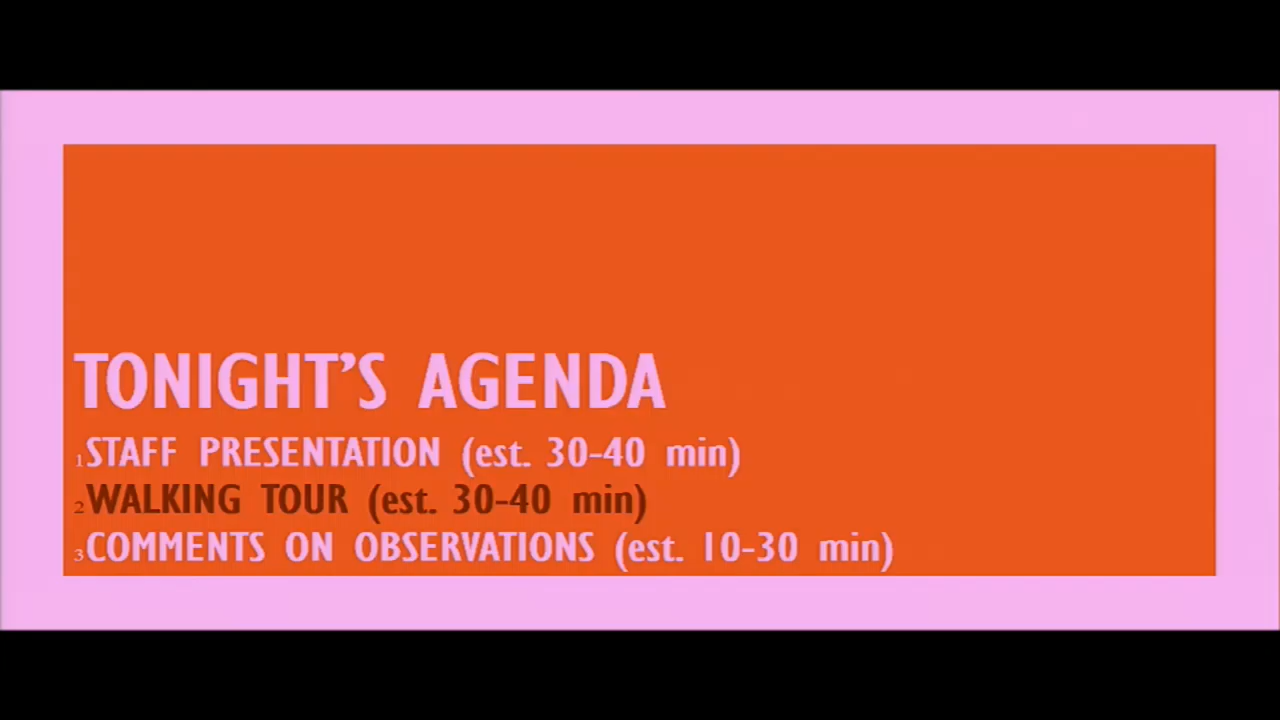 TONIGHT’S AGENDA
1STAFF PRESENTATION (est. 30-40 min)
2WALKING TOUR (est. 30-40 min)
3COMMENTS ON OBSERVATIONS (est. 10-30 min)